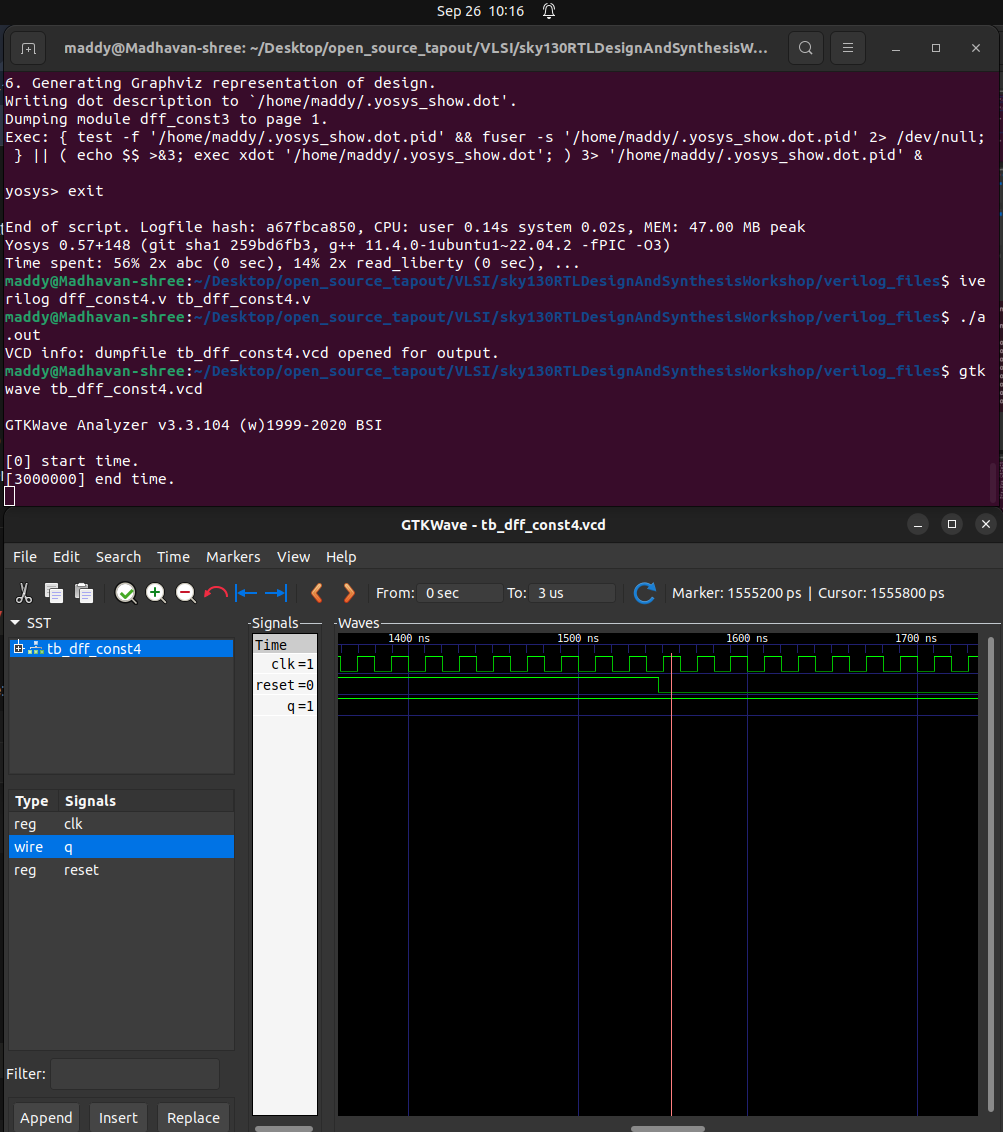 Sep 26 10:16
maddy@Madhavan-shree: ~/Desktop/open_source_tapout/VLSI/sky130RTLDesignAndSynthesisW...
6. Generating Graphviz representation of design.
Writing dot description to `/home/maddy/.yosys_show.dot'.
Dumping module dff_const3 to page 1.
Exec: { test -f '/home/maddy/.yosys_show.dot.pid' && fuser -s '/home/maddy/.yosys_show.dot.pid' 2> /dev/null;
 } || ( echo $$ >&3; exec xdot '/home/maddy/.yosys_show.dot'; ) 3> '/home/maddy/.yosys_show.dot.pid' &
yosys> exit
End of script. Logfile hash: a67fbca850, CPU: user 0.14s system 0.02s, MEM: 47.00 MB peak
Yosys 0.57+148 (git sha1 259bd6fb3, g++ 11.4.0-1ubuntu1~22.04.2 -fPIC -O3)
Time spent: 56% 2x abc (0 sec), 14% 2x read_liberty (0 sec), ...
maddy@Madhavan-shree:~/Desktop/open_source_tapout/VLSI/sky130RTLDesignAndSynthesisWorkshop/verilog_files$ ive
rilog dff_const4.v tb_dff_const4.v
maddy@Madhavan-shree:~/Desktop/open_source_tapout/VLSI/sky130RTLDesignAndSynthesisWorkshop/verilog_files$ ./a
.out
VCD info: dumpfile tb_dff_const4.vcd opened for output.
maddy@Madhavan-shree:~/Desktop/open_source_tapout/VLSI/sky130RTLDesignAndSynthesisWorkshop/verilog_files$ gtk
wave tb_dff_const4.vcd
GTKWave Analyzer v3.3.104 (w)1999-2020 BSI
[0] start time.
[3000000] end time.
GTKWave - tb_dff_const4.vcd
File Edit Search Time Markers View Help
From: 0 sec To: 3 us Marker: 1555200 ps | Cursor: 1555800 ps
SST
tb_dff_const4
Type Signals
reg clk
wire q
reg reset
Filter:
Append Insert Replace
Signals
Time
clk=1
reset=0
q=1
Waves
1400 ns 1500 ns 1600 ns 1700 ns